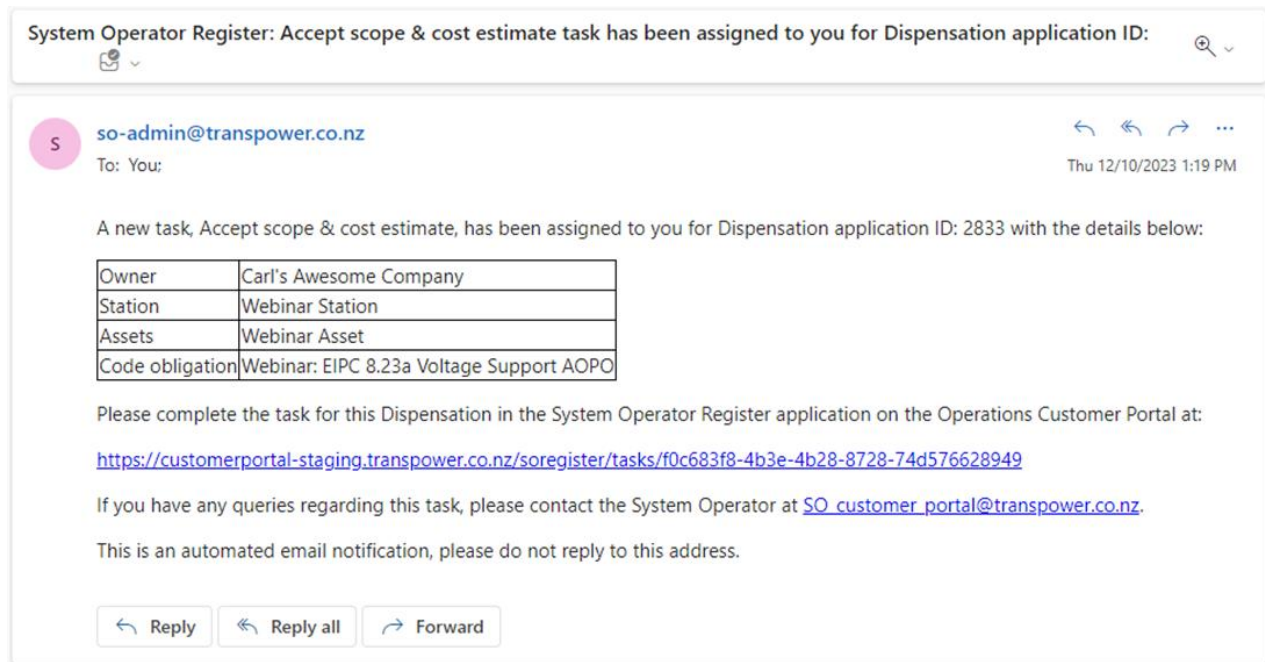 System Operator Register: Accept scope & cost estimate task has been assigned to you for Dispensation application ID:
S
so-admin@transpower.co.nz
To: You;
Thu 12/10/2023 1:19 PM
A new task, Accept scope & cost estimate, has been assigned to you for Dispensation application ID: 2833 with the details below:
Owner Carl's Awesome Company
Station Webinar Station
Assets Webinar Asset
Code obligation Webinar: EIPC 8.23a Voltage Support AOPO
Please complete the task for this Dispensation in the System Operator Register application on the Operations Customer Portal at:
https://customerportal-staging.transpower.co.nz/soregister/tasks/f0c683f8-4b3e-4b28-8728-74d576628949
If you have any queries regarding this task, please contact the System Operator at SO_customer_portal@transpower.co.nz.
This is an automated email notification, please do not reply to this address.
Reply Reply all Forward